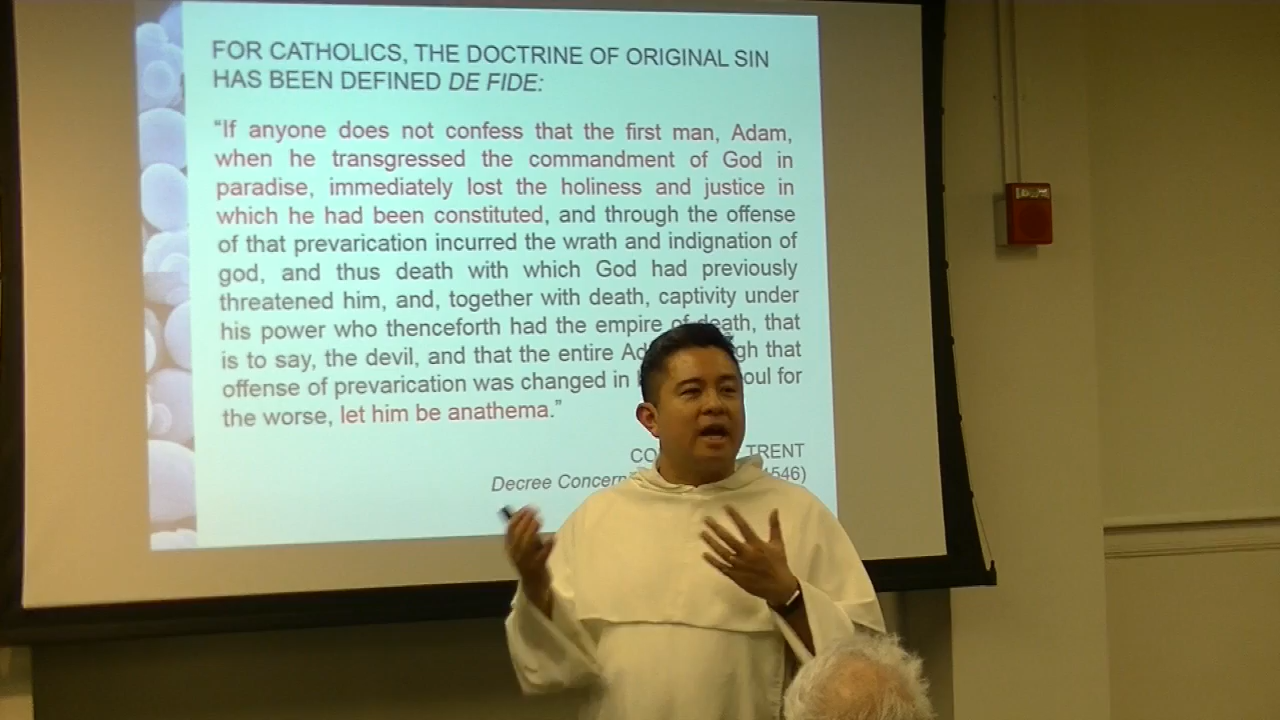 FOR CATHOLICS, THE DOCTRINE OF ORIGINAL SIN
HAS BEEN DEFINED DE FIDE:
“If anyone does not confess that the first man, Adam,
when he transgressed the commandment of God in
paradise, immediately lost the holiness and justice in
which he had been constituted, and through the offense
of that prevarication incurred the wrath and indignation of
god, and thus death with which God had previously
threatened him, and, together with death, captivity under
his power who thenceforth had the empire of death, that
is to say, the devil, and that the entire that
offense of prevarication was changed in for
the worse, let him be anathema.”
TRENT
Decree